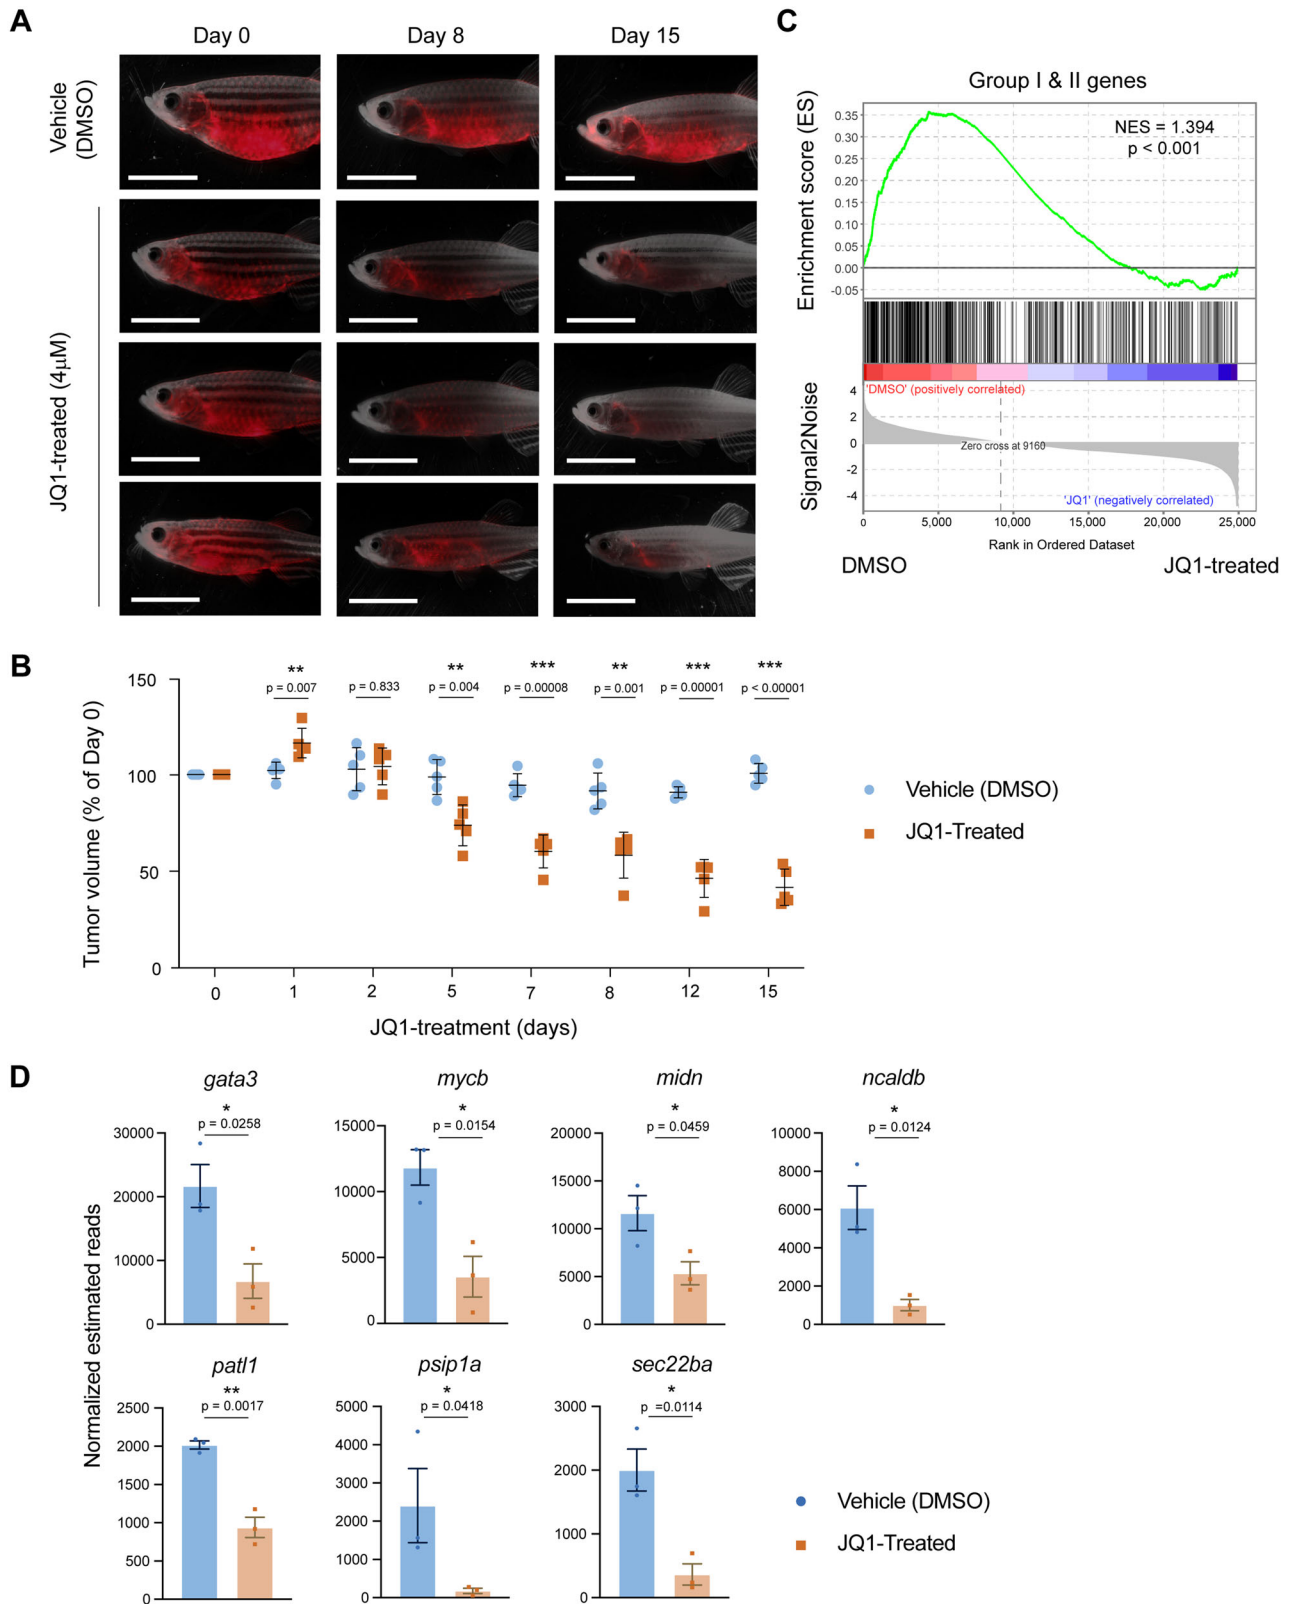 A
Day 0
Day 8
Day 15
Vehicle
(DMSO)
JQ1-treated (4µM)
C
Group I & II genes
NES = 1.394
p < 0.001
Enrichment score (ES)
0.35
0.30
0.25
0.20
0.15
0.10
0.05
0.00
-0.05
'DMSO' (positively correlated)
Zero cross at 9160
'JQ1' (negatively correlated)
Signal2Noise
4
2
0
-2
-4
0
5,000
10,000
15,000
20,000
25,000
Rank in Ordered Dataset
DMSO
JQ1-treated
B
Tumor volume (% of Day 0)
150
100
50
0
**
p = 0.007
p = 0.833
**
p = 0.004
***
p = 0.00008
**
p = 0.001
***
p = 0.00001
***
p < 0.00001
0
1
2
5
7
8
12
15
JQ1-treatment (days)
Vehicle (DMSO)
JQ1-Treated
D
Normalized estimated reads
gata3
*
p = 0.0258
30000
20000
10000
0
mycb
*
p = 0.0154
15000
10000
5000
0
midn
*
p = 0.0459
20000
15000
10000
5000
0
ncaldb
*
p = 0.0124
10000
8000
6000
4000
2000
0
patl1
**
p = 0.0017
2500
2000
1500
1000
500
0
psip1a
*
p = 0.0418
5000
4000
3000
2000
1000
0
sec22ba
*
p =0.0114
3000
2000
1000
0
Vehicle (DMSO)
JQ1-Treated